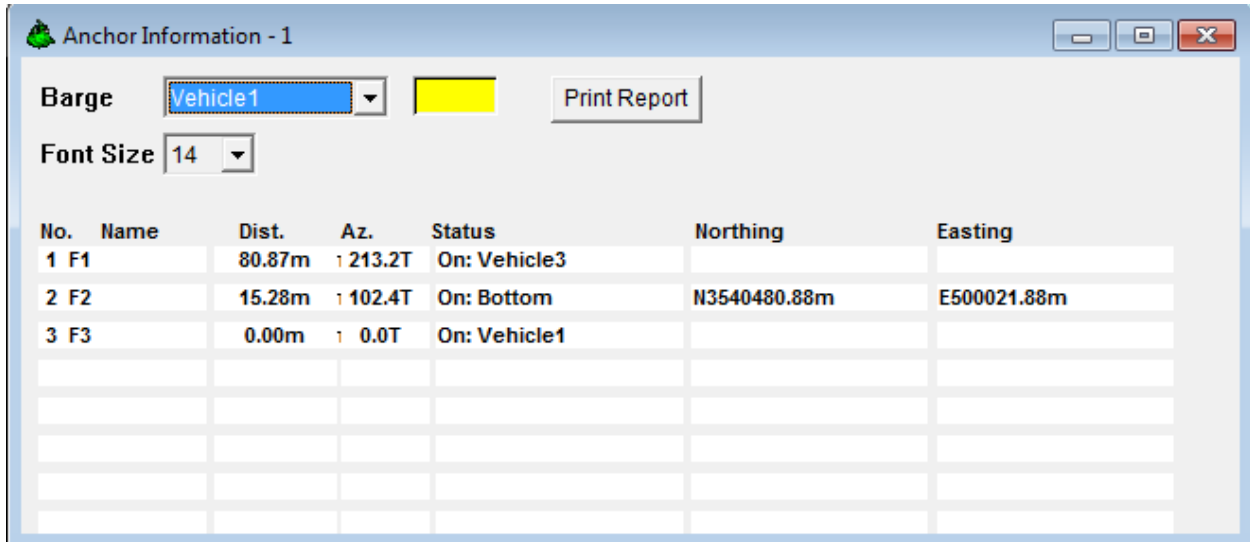 Anchor Information - 1
Barge Vehicle1 Print Report
Font Size 14
No. Name Dist. Az. Status Northing Easting
1 F1 80.87m 213.2T On: Vehicle3
2 F2 15.28m 102.4T On: Bottom N3540480.88m E500021.88m
3 F3 0.00m 0.0T On: Vehicle1